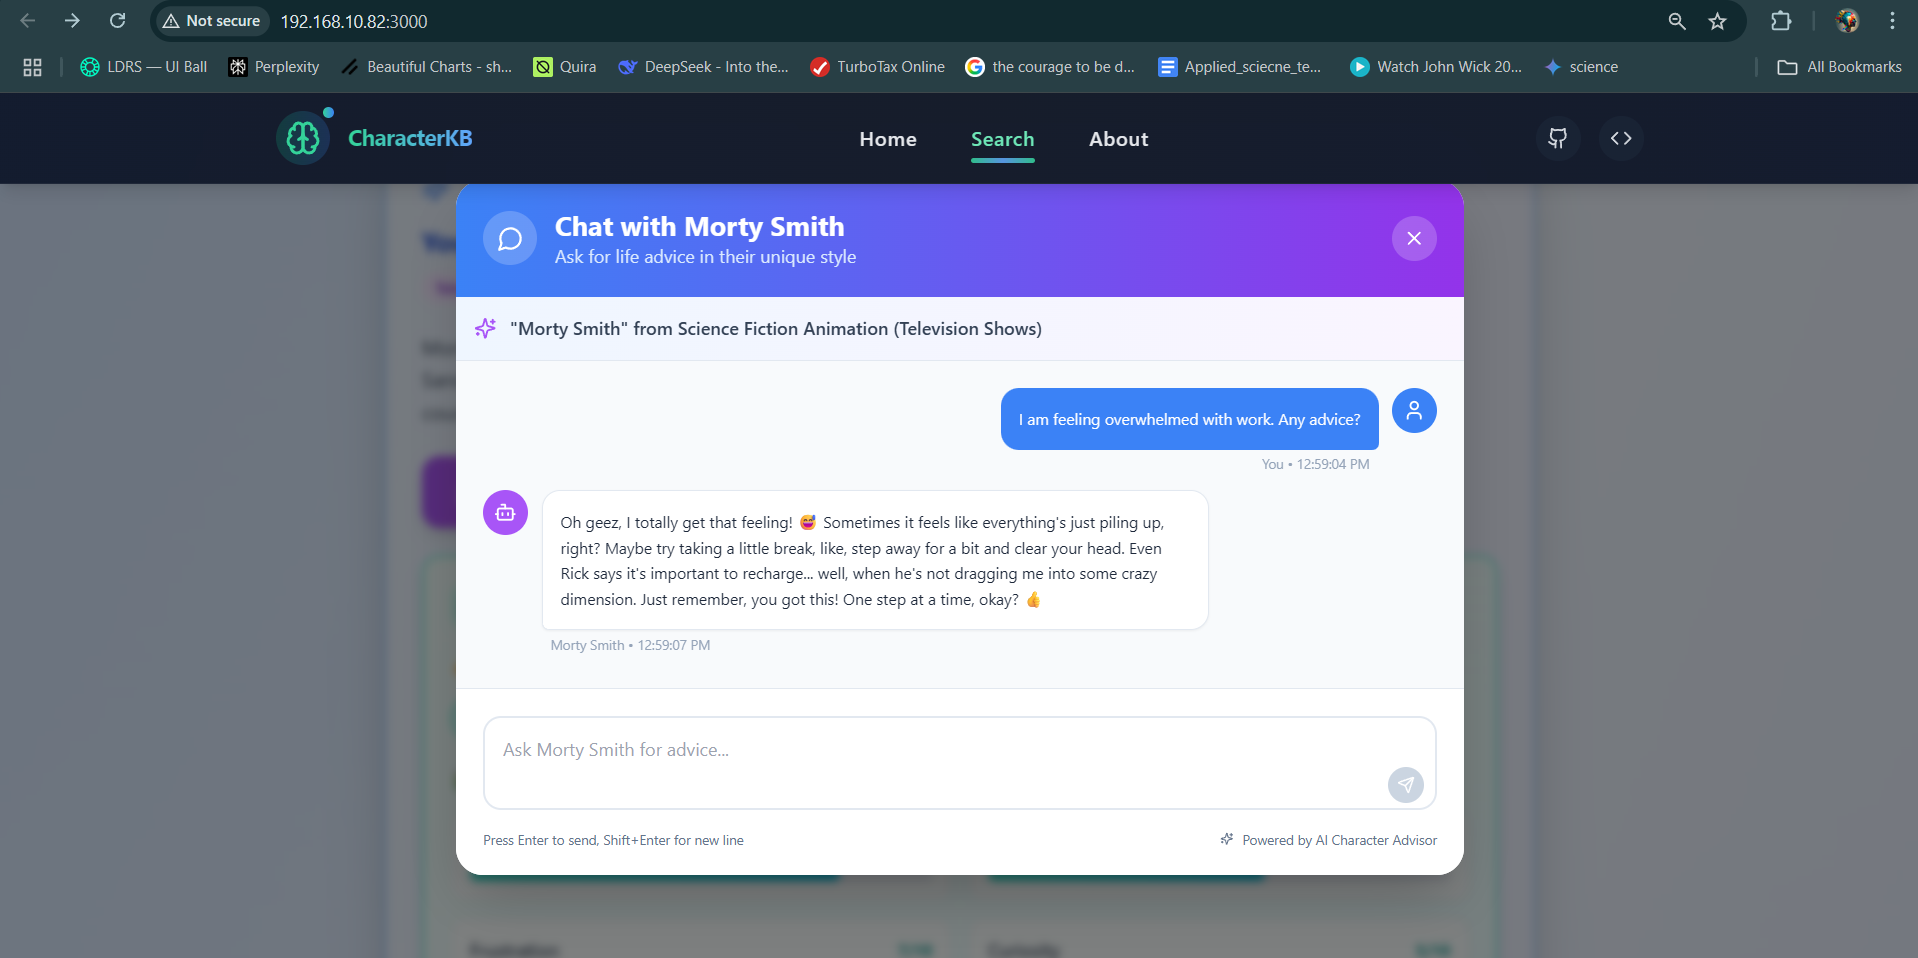 Not secure 192.168.10.82:3000
LDRS — UI Ball Perplexity Beautiful Charts - sh... Quira DeepSeek - Into the... TurboTax Online the courage to be d... Applied_sciecne_te... Watch John Wick 20... science All Bookmarks
CharacterKB Home Search About
Chat with Morty Smith
Ask for life advice in their unique style
"Morty Smith" from Science Fiction Animation (Television Shows)
I am feeling overwhelmed with work. Any advice?
You • 12:59:04 PM
Oh geez, I totally get that feeling! 😅 Sometimes it feels like everything's just piling up,
right? Maybe try taking a little break, like, step away for a bit and clear your head. Even
Rick says it's important to recharge... well, when he's not dragging me into some crazy
dimension. Just remember, you got this! One step at a time, okay? 👍
Morty Smith • 12:59:07 PM
Ask Morty Smith for advice...
Press Enter to send, Shift+Enter for new line Powered by AI Character Advisor
Frustration Curiosity